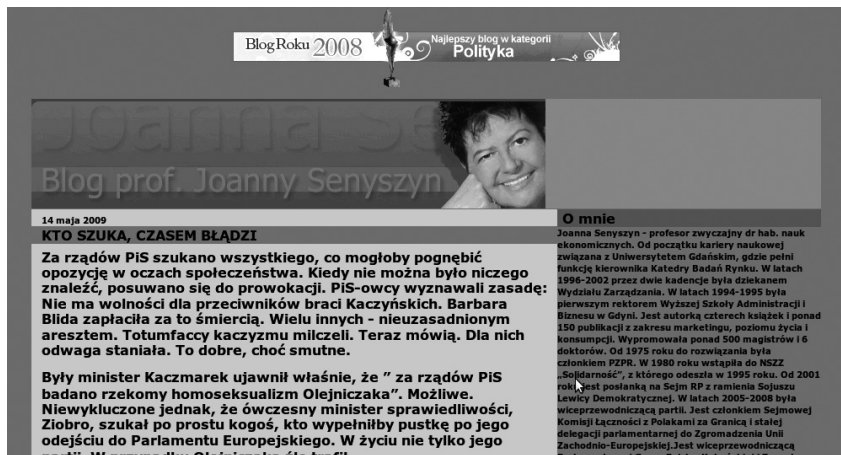 Blog Roku 2008
Najlepszy blog w kategorii
Polityka
Joanna Se
Blog prof. Joanny Senyszyn
14 maja 2009
KTO SZUKA, CZASEM BŁĄDZI
Za rządów PiS szukano wszystkiego, co mogłoby pognębić
opozycję w oczach społeczeństwa. Kiedy nie można było niczego
znaleźć, posuwano się do prowokacji. PiS-owcy wyznawali zasadę:
Nie ma wolności dla przeciwników braci Kaczyńskich. Barbara
Blida zapłaciła za to śmiercią. Wielu innych - nieuzasadnionym
aresztem. Totumfaccy kaczyzmu milczeli. Teraz mówią. Dla nich
odwaga staniała. To dobre, choć smutne.
Były minister Kaczmarek ujawnił właśnie, że ” za rządów PiS
badano rzekomy homoseksualizm Olejniczaka”. Możliwe.
Niewykluczone jednak, że ówczesny minister sprawiedliwości,
Ziobro, szukał po prostu kogoś, kto wypełniłby pustkę po jego
odejściu do Parlamentu Europejskiego. W życiu nie tylko jego
partii. W przypadku Olejniczaka źle trafił.
O mnie
Joanna Senyszyn - profesor zwyczajny dr hab. nauk
ekonomicznych. Od początku kariery naukowej
związana z Uniwersytetem Gdańskim, gdzie pełni
funkcję kierownika Katedry Badań Rynku. W latach
1996-2002 przez dwie kadencje była dziekanem
Wydziału Zarządzania. W latach 1994-1995 była
pierwszym rektorem Wyższej Szkoły Administracji i
Biznesu w Gdyni. Jest autorką czterech książek i ponad
150 publikacji z zakresu marketingu, poziomu życia i
konsumpcji. Wypromowała ponad 500 magistrów i 6
doktorów. Od 1975 roku do rozwiązania była
członkiem PZPR. W 1980 roku wstąpiła do NSZZ
„Solidarność”, z którego odeszła w 1995 roku. Od 2001
roku jest posłanką na Sejm RP z ramienia Sojuszu
Lewicy Demokratycznej. W latach 2005-2008 była
wiceprzewodniczącą partii. Jest członkiem Sejmowej
Komisji Łączności z Polakami za Granicą i stałej
delegacji parlamentarnej do Zgromadzenia Unii
Zachodnio-Europejskiej.Jest wiceprzewodniczącą